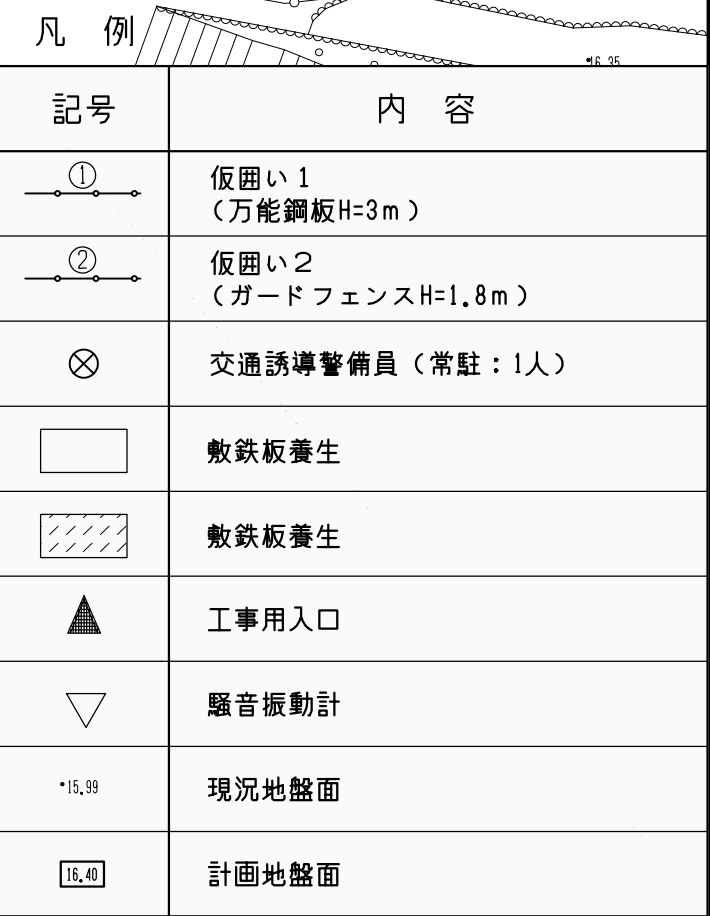 凡 例
16.35
記号 内 容
① 仮囲い1
(万能鋼板H=3m)
② 仮囲い2
(ガードフェンスH=1.8m)
交通誘導警備員(常駐:1人)
敷鉄板養生
敷鉄板養生
工事用入口
騒音振動計
15.99 現況地盤面
16.40 計画地盤面